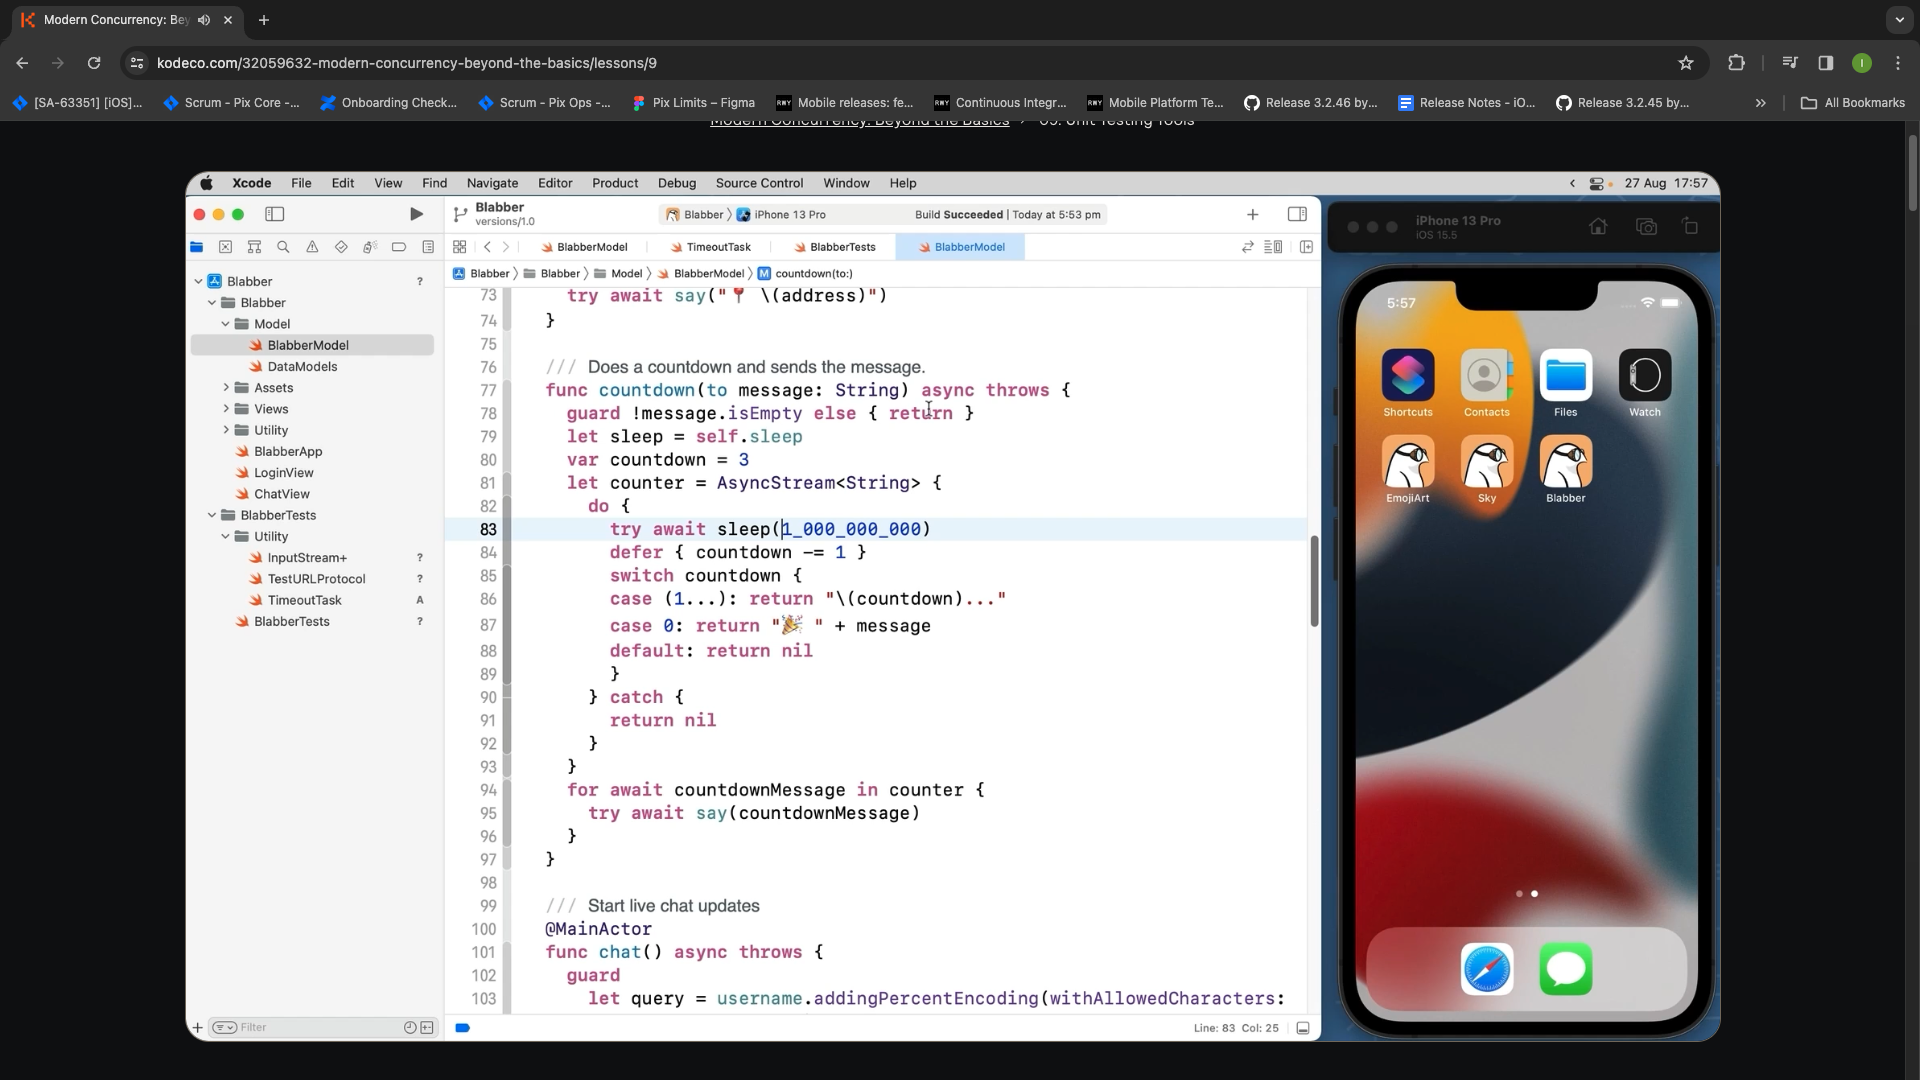 Modern Concurrency: Bey
kodeco.com/32059632-modern-concurrency-beyond-the-basics/lessons/9
I
[SA-63351] [iOS]...
Scrum - Pix Core -...
Onboarding Check...
Scrum - Pix Ops -...
Pix Limits – Figma
RWY Mobile releases: fe...
RWY Continuous Integr...
RWY Mobile Platform Te...
Release 3.2.46 by...
Release Notes - iO...
Release 3.2.45 by...
All Bookmarks
Modern Concurrency: Beyond the Basics › 09. Unit Testing Tools
Xcode File Edit View Find Navigate Editor Product Debug Source Control Window Help 27 Aug 17:57
Blabber
versions/1.0
Blabber 〉 iPhone 13 Pro
Build Succeeded | Today at 5:53 pm
BlabberModel
TimeoutTask
BlabberTests
BlabberModel
Blabber 〉 Blabber 〉 Model 〉 BlabberModel 〉 M countdown(to:)
Blabber ?
Blabber
Model
BlabberModel
DataModels
Assets
Views
Utility
BlabberApp
LoginView
ChatView
BlabberTests
Utility
InputStream+ ?
TestURLProtocol ?
TimeoutTask A
BlabberTests ?
Filter
73 try await say("📍 \(address)")
74 }
75
76 /// Does a countdown and sends the message.
77 func countdown(to message: String) async throws {
78 guard !message.isEmpty else { return }
79 let sleep = self.sleep
80 var countdown = 3
81 let counter = AsyncStream<String> {
82 do {
83 try await sleep(1_000_000_000)
84 defer { countdown -= 1 }
85 switch countdown {
86 case (1...): return "\(countdown)..."
87 case 0: return "🎉 " + message
88 default: return nil
89 }
90 } catch {
91 return nil
92 }
93 }
94 for await countdownMessage in counter {
95 try await say(countdownMessage)
96 }
97 }
98
99 /// Start live chat updates
100 @MainActor
101 func chat() async throws {
102 guard
103 let query = username.addingPercentEncoding(withAllowedCharacters:
Line: 83 Col: 25
iPhone 13 Pro
iOS 15.5
5:57
Shortcuts
Contacts
Files
Watch
EmojiArt
Sky
Blabber